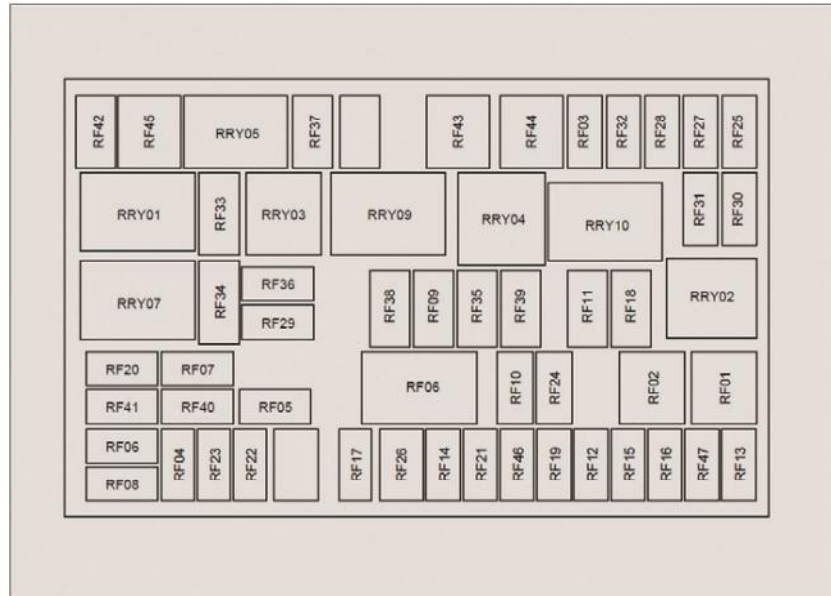 RF42 RF45 RRY05 RF37 RF43 RF44 RF03 RF32 RF28 RF27 RF25
RRY01 RF33 RRY03 RRY09 RRY04 RRY10 RF31 RF30
RRY07 RF34 RF36 RF38 RF09 RF35 RF39 RF11 RF18 RRY02
RF29
RF20 RF07 RF06 RF10 RF24 RF02 RF01
RF41 RF40 RF05
RF06 RF04 RF23 RF22 RF17 RF26 RF14 RF21 RF46 RF19 RF12 RF15 RF16 RF47 RF13
RF08